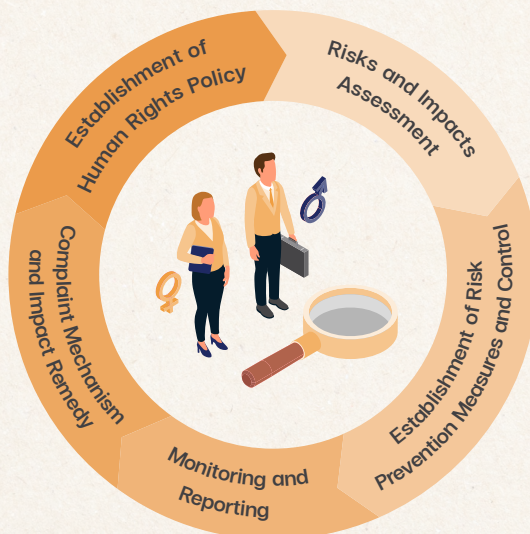 Establishment of
Human Rights Policy
Risks and Impacts
Assessment
Establishment of Risk
Prevention Measures and Control
Monitoring and
Reporting
Complaint Mechanism
and Impact Remedy